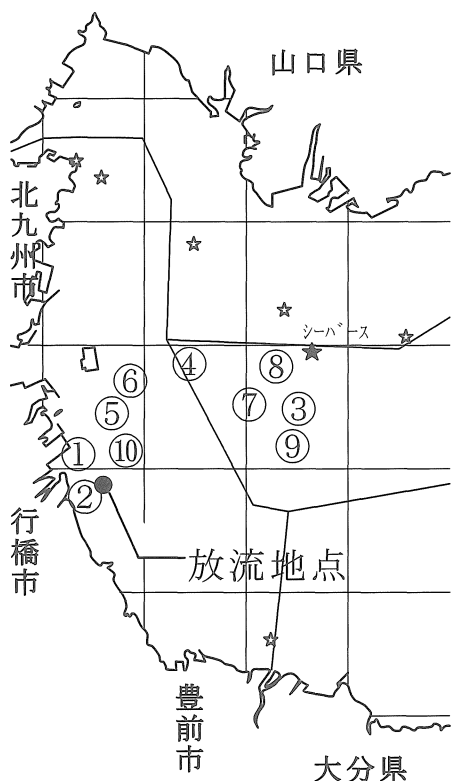 山口県
北九州市
シーバース
④
⑧
⑥
⑦
③
⑤
①
⑩
⑨
②
行橋市
放流地点
豊前市
大分県